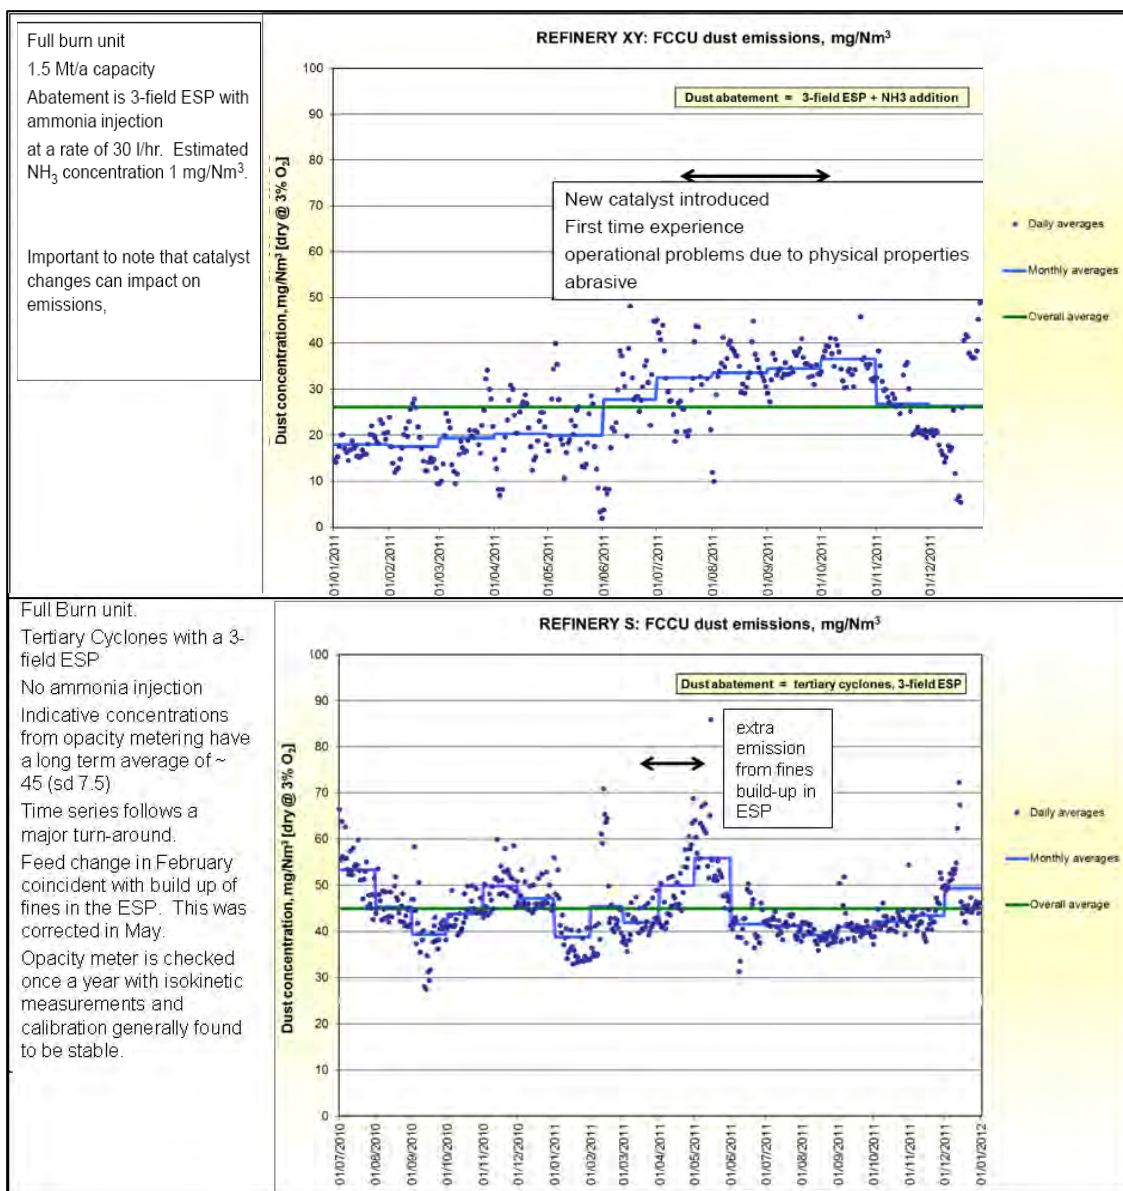 Full burn unit
1.5 Mt/a capacity
Abatement is 3-field ESP with
ammonia injection
at a rate of 30 l/hr. Estimated
NH3 concentration 1 mg/Nm³.
Important to note that catalyst
changes can impact on
emissions,
REFINERY XY: FCCU dust emissions, mg/Nm³
Dust abatement = 3-field ESP + NH3 addition
Dust concentration, mg/Nm³ [dry @ 3% O2]
100
90
80
70
60
50
40
30
20
10
0
New catalyst introduced
First time experience
operational problems due to physical properties
abrasive
Daily averages
Monthly averages
Overall average
01/01/2011
01/02/2011
01/03/2011
01/04/2011
01/05/2011
01/06/2011
01/07/2011
01/08/2011
01/09/2011
01/10/2011
01/11/2011
01/12/2011
Full Burn unit.
Tertiary Cyclones with a 3-
field ESP
No ammonia injection
Indicative concentrations
from opacity metering have
a long term average of ~
45 (sd 7.5)
Time series follows a
major turn-around.
Feed change in February
coincident with build up of
fines in the ESP. This was
corrected in May.
Opacity meter is checked
once a year with isokinetic
measurements and
calibration generally found
to be stable.
REFINERY S: FCCU dust emissions, mg/Nm³
Dust abatement = tertiary cyclones, 3-field ESP
Dust concentration, mg/Nm³ [dry @ 3% O2]
100
90
80
70
60
50
40
30
20
10
0
extra
emission
from fines
build-up in
ESP
Daily averages
Monthly averages
Overall average
01/07/2010
01/08/2010
01/09/2010
01/10/2010
01/11/2010
01/12/2010
01/01/2011
01/02/2011
01/03/2011
01/04/2011
01/05/2011
01/06/2011
01/07/2011
01/08/2011
01/09/2011
01/10/2011
01/11/2011
01/12/2011
01/01/2012